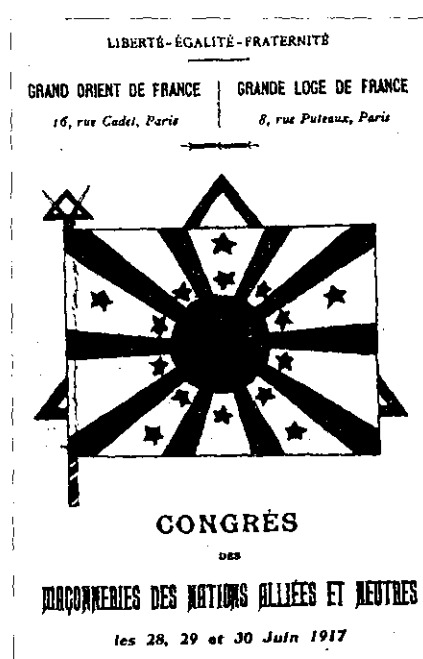 LIBERTÉ-ÉGALITÉ-FRATERNITÉ
GRAND ORIENT DE FRANCE
16, rue Cadet, Paris
GRANDE LOGE DE FRANCE
8, rue Puteaux, Paris
CONGRÈS
DES
MAÇONNERIES DES NATIONS ALLIÉES ET NEUTRES
les 28, 29 et 30 Juin 1917